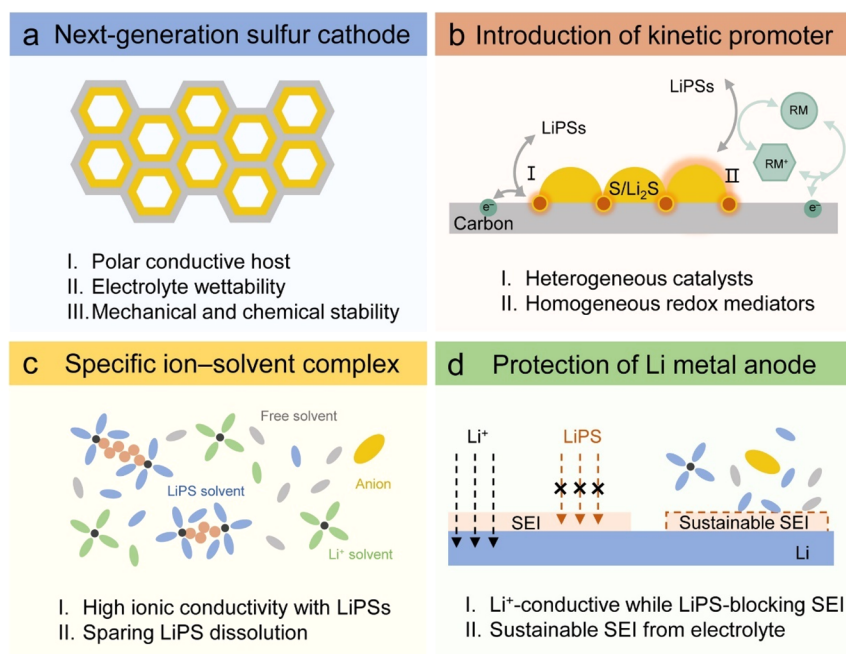 a Next-generation sulfur cathode
I. Polar conductive host
II. Electrolyte wettability
III. Mechanical and chemical stability
b Introduction of kinetic promoter
LiPSs
LiPSs
RM
RM⁺
I
II
S/Li₂S
e⁻
e⁻
Carbon
I. Heterogeneous catalysts
II. Homogeneous redox mediators
c Specific ion–solvent complex
Free solvent
Anion
LiPS solvent
Li⁺ solvent
I. High ionic conductivity with LiPSs
II. Sparing LiPS dissolution
d Protection of Li metal anode
Li⁺
LiPS
SEI
Sustainable SEI
Li
I. Li⁺-conductive while LiPS-blocking SEI
II. Sustainable SEI from electrolyte